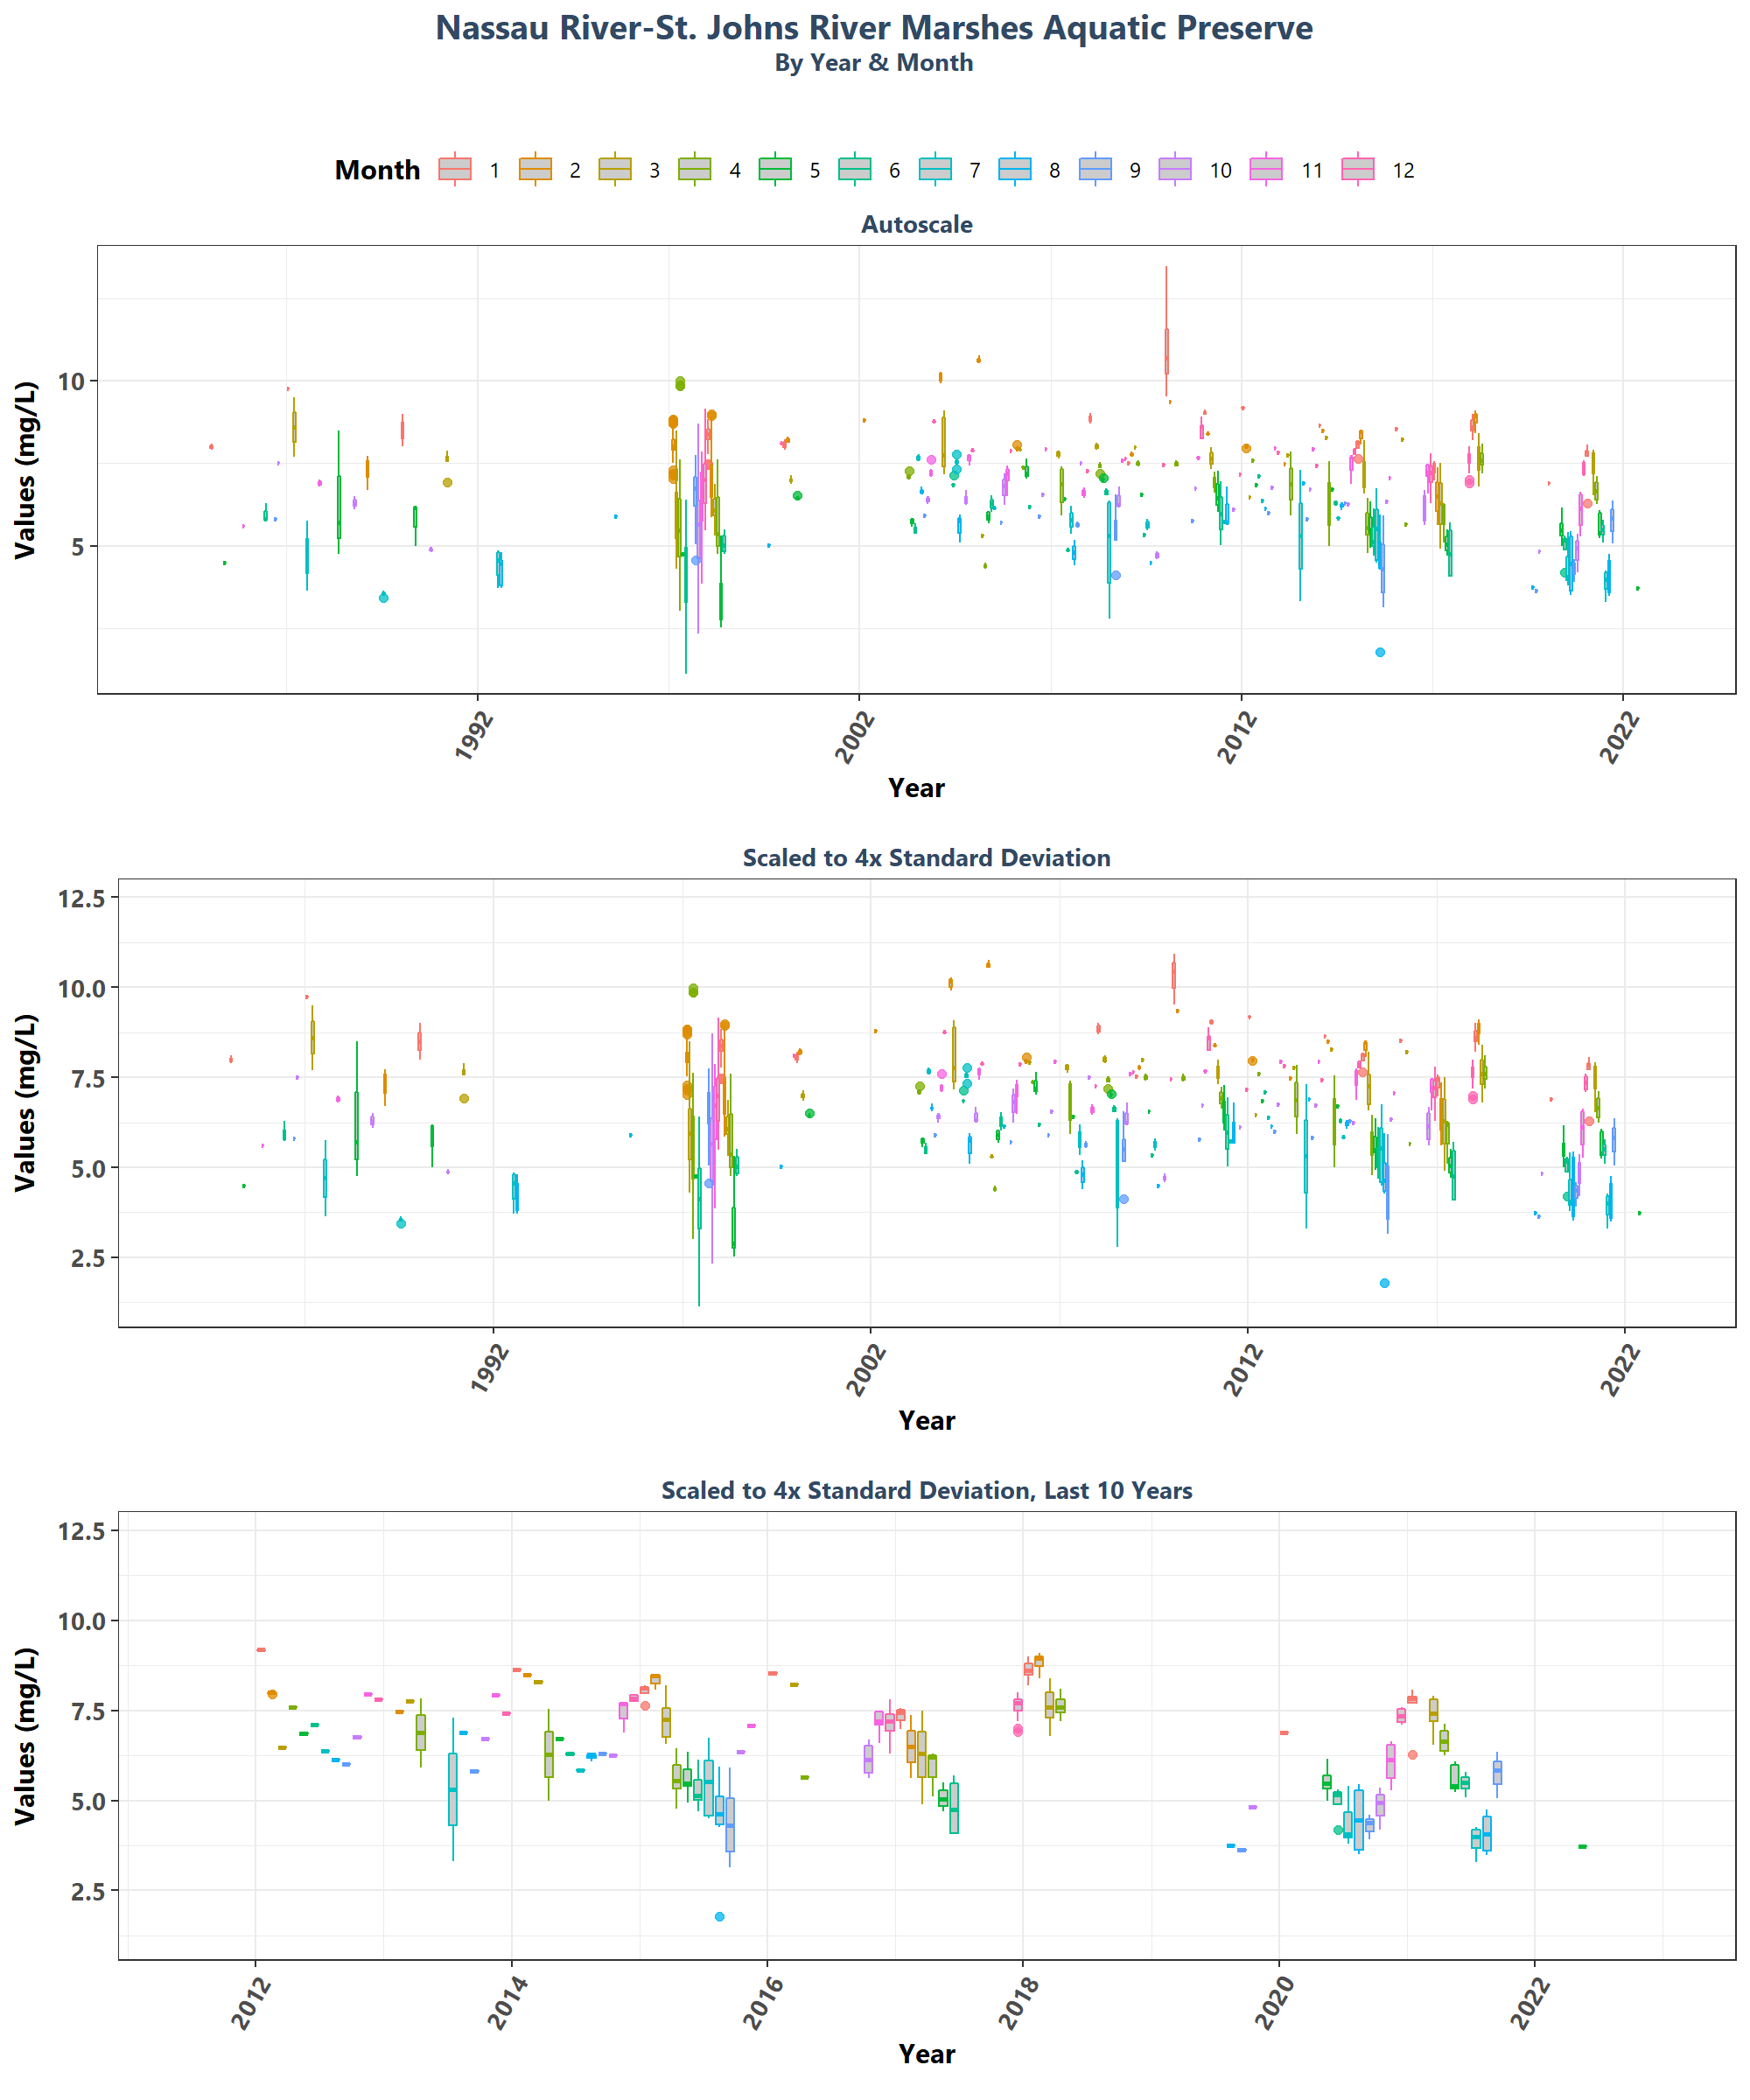 Nassau River-St. Johns River Marshes Aquatic Preserve
By Year & Month
Month 1 2 3 4 5 6 7 8 9 10 11 12
Autoscale
Values (mg/L)
10
5
1992 2002 2012 2022
Year
Scaled to 4x Standard Deviation
Values (mg/L)
12.5
10.0
7.5
5.0
2.5
1992 2002 2012 2022
Year
Scaled to 4x Standard Deviation, Last 10 Years
Values (mg/L)
12.5
10.0
7.5
5.0
2.5
2012 2014 2016 2018 2020 2022
Year